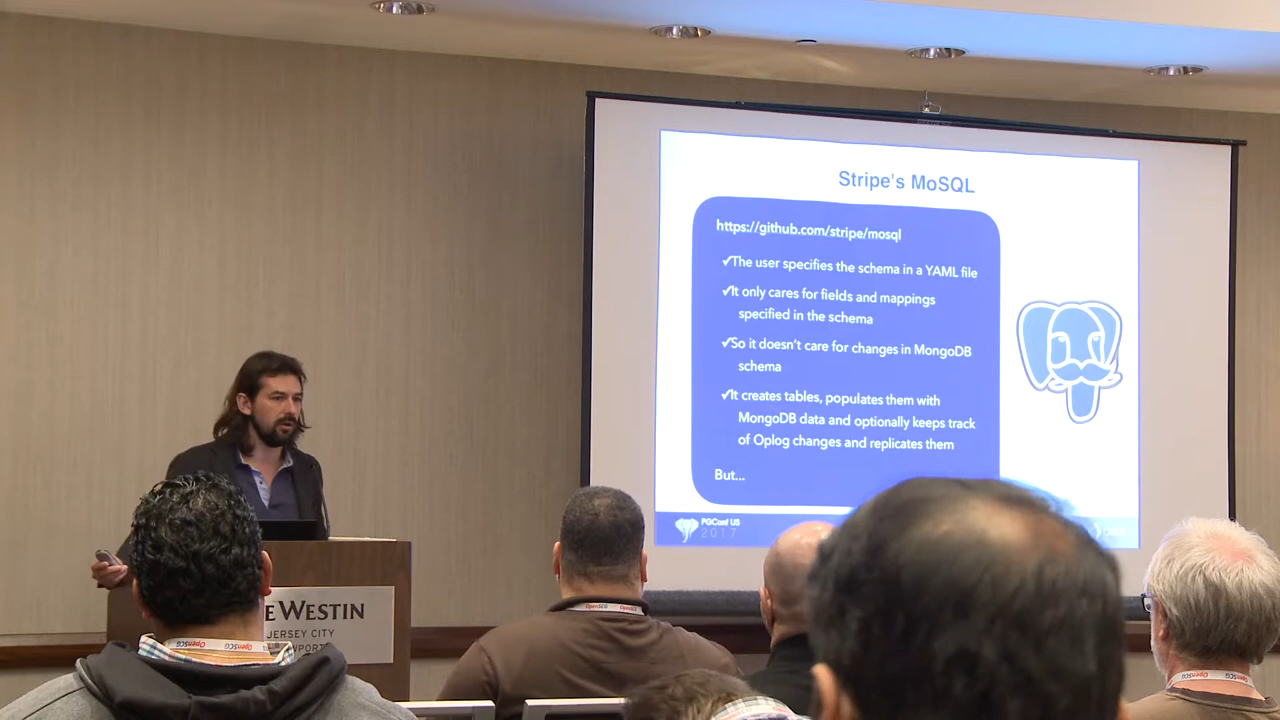 Stripe's MoSQL
https://github.com/stripe/mosql
✓The user specifies the schema in a YAML file
✓It only cares for fields and mappings
specified in the schema
✓So it doesn't care for changes in MongoDB
schema
✓It creates tables, populates them with
MongoDB data and optionally keeps track
of Oplog changes and replicates them
But...
PGConf US
2017
WESTIN
JERSEY CITY
OpenSCG
OpenSCG
OpenSCG